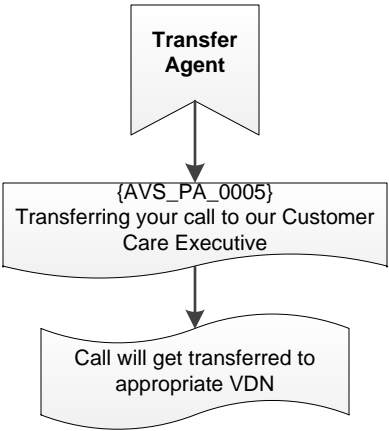 Transfer
Agent
{AVS_PA_0005}
Transferring your call to our Customer
Care Executive
Call will get transferred to
appropriate VDN